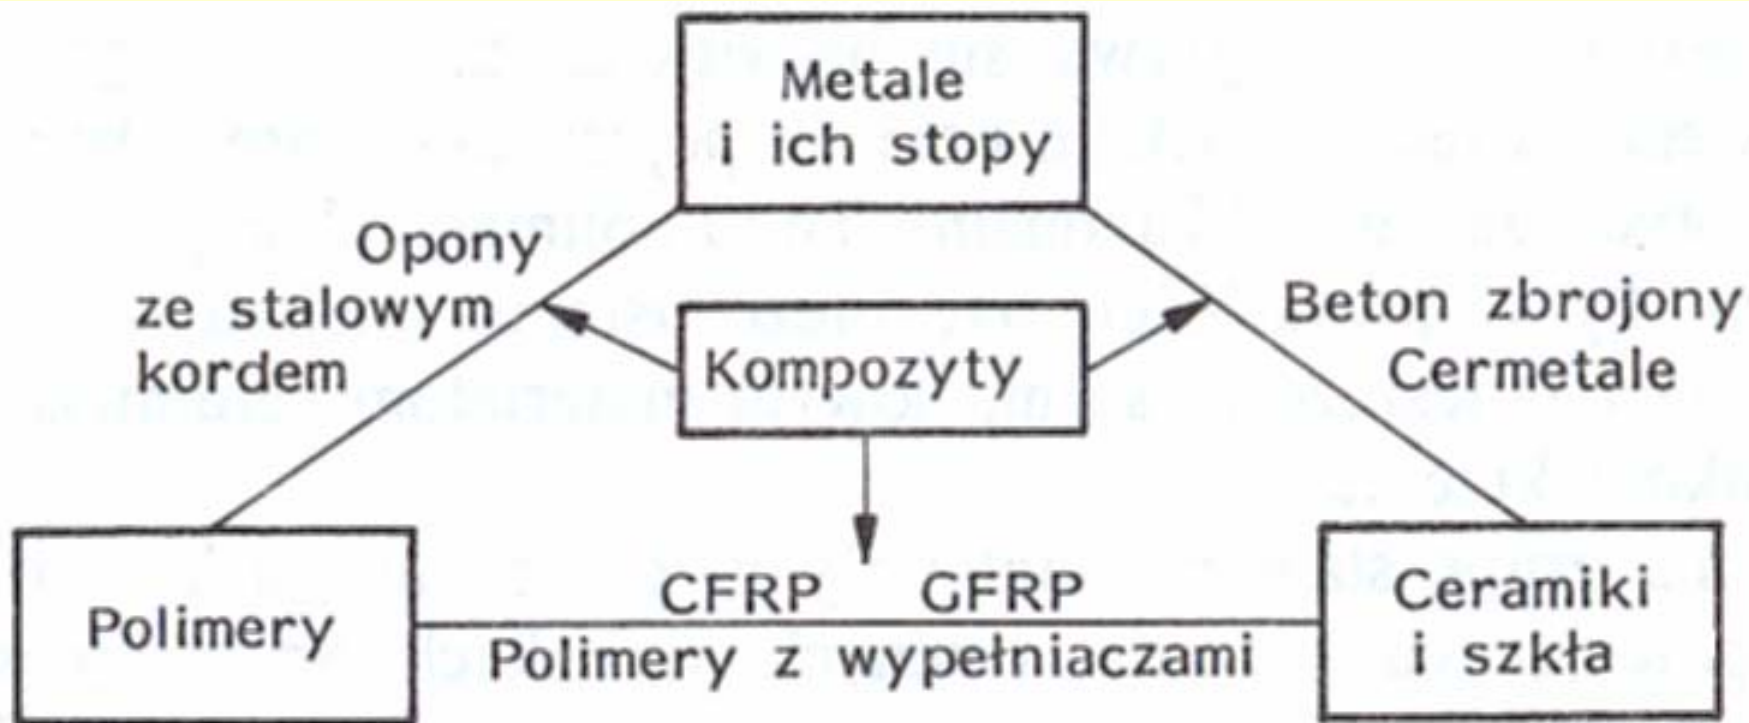 Metale
i ich stopy
Opony
ze stalowym
kordem
Kompozyty
Beton zbrojony
Cermetale
CFRP GFRP
Polimery
Polimery z wypełniaczami
Ceramiki
i szkła